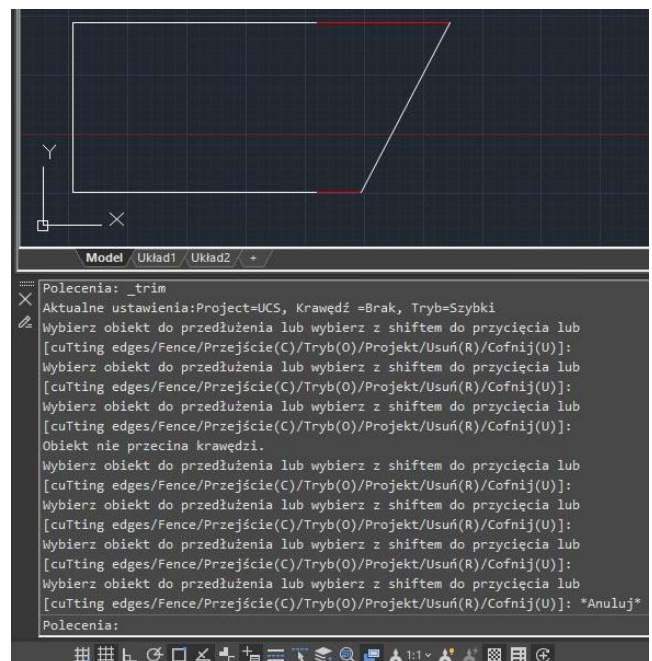 Y
X
Model Układ1 Układ2 +
Polecenia: _trim
Aktualne ustawienia:Project=UCS, Krawędź =Brak, Tryb=Szybki
Wybierz obiekt do przedłużenia lub wybierz z shiftem do przycięcia lub
[cuTting edges/Fence/Przejście(C)/Tryb(O)/Projekt/Usuń(R)/Cofnij(U)]:
Wybierz obiekt do przedłużenia lub wybierz z shiftem do przycięcia lub
[cuTting edges/Fence/Przejście(C)/Tryb(O)/Projekt/Usuń(R)/Cofnij(U)]:
Wybierz obiekt do przedłużenia lub wybierz z shiftem do przycięcia lub
[cuTting edges/Fence/Przejście(C)/Tryb(O)/Projekt/Usuń(R)/Cofnij(U)]:
Obiekt nie przecina krawędzi.
Wybierz obiekt do przedłużenia lub wybierz z shiftem do przycięcia lub
[cuTting edges/Fence/Przejście(C)/Tryb(O)/Projekt/Usuń(R)/Cofnij(U)]:
Wybierz obiekt do przedłużenia lub wybierz z shiftem do przycięcia lub
[cuTting edges/Fence/Przejście(C)/Tryb(O)/Projekt/Usuń(R)/Cofnij(U)]:
Wybierz obiekt do przedłużenia lub wybierz z shiftem do przycięcia lub
[cuTting edges/Fence/Przejście(C)/Tryb(O)/Projekt/Usuń(R)/Cofnij(U)]:
Wybierz obiekt do przedłużenia lub wybierz z shiftem do przycięcia lub
[cuTting edges/Fence/Przejście(C)/Tryb(O)/Projekt/Usuń(R)/Cofnij(U)]: *Anuluj*
Polecenia:
1:1